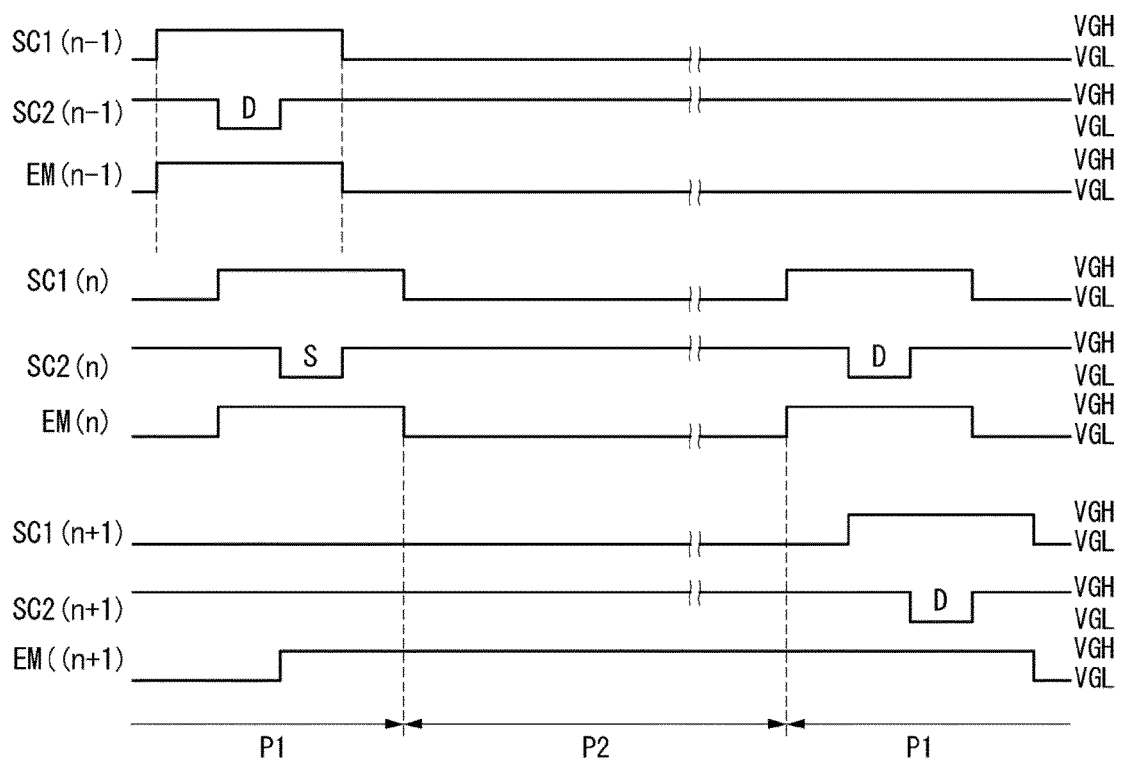 SC1(n-1) VGH
VGL
SC2(n-1) D VGH
VGL
EM(n-1) VGH
VGL
SC1(n) VGH
VGL
SC2(n) S D VGH
VGL
EM(n) VGH
VGL
SC1(n+1) VGH
VGL
SC2(n+1) D VGH
VGL
EM((n+1) VGH
VGL
P1 P2 P1